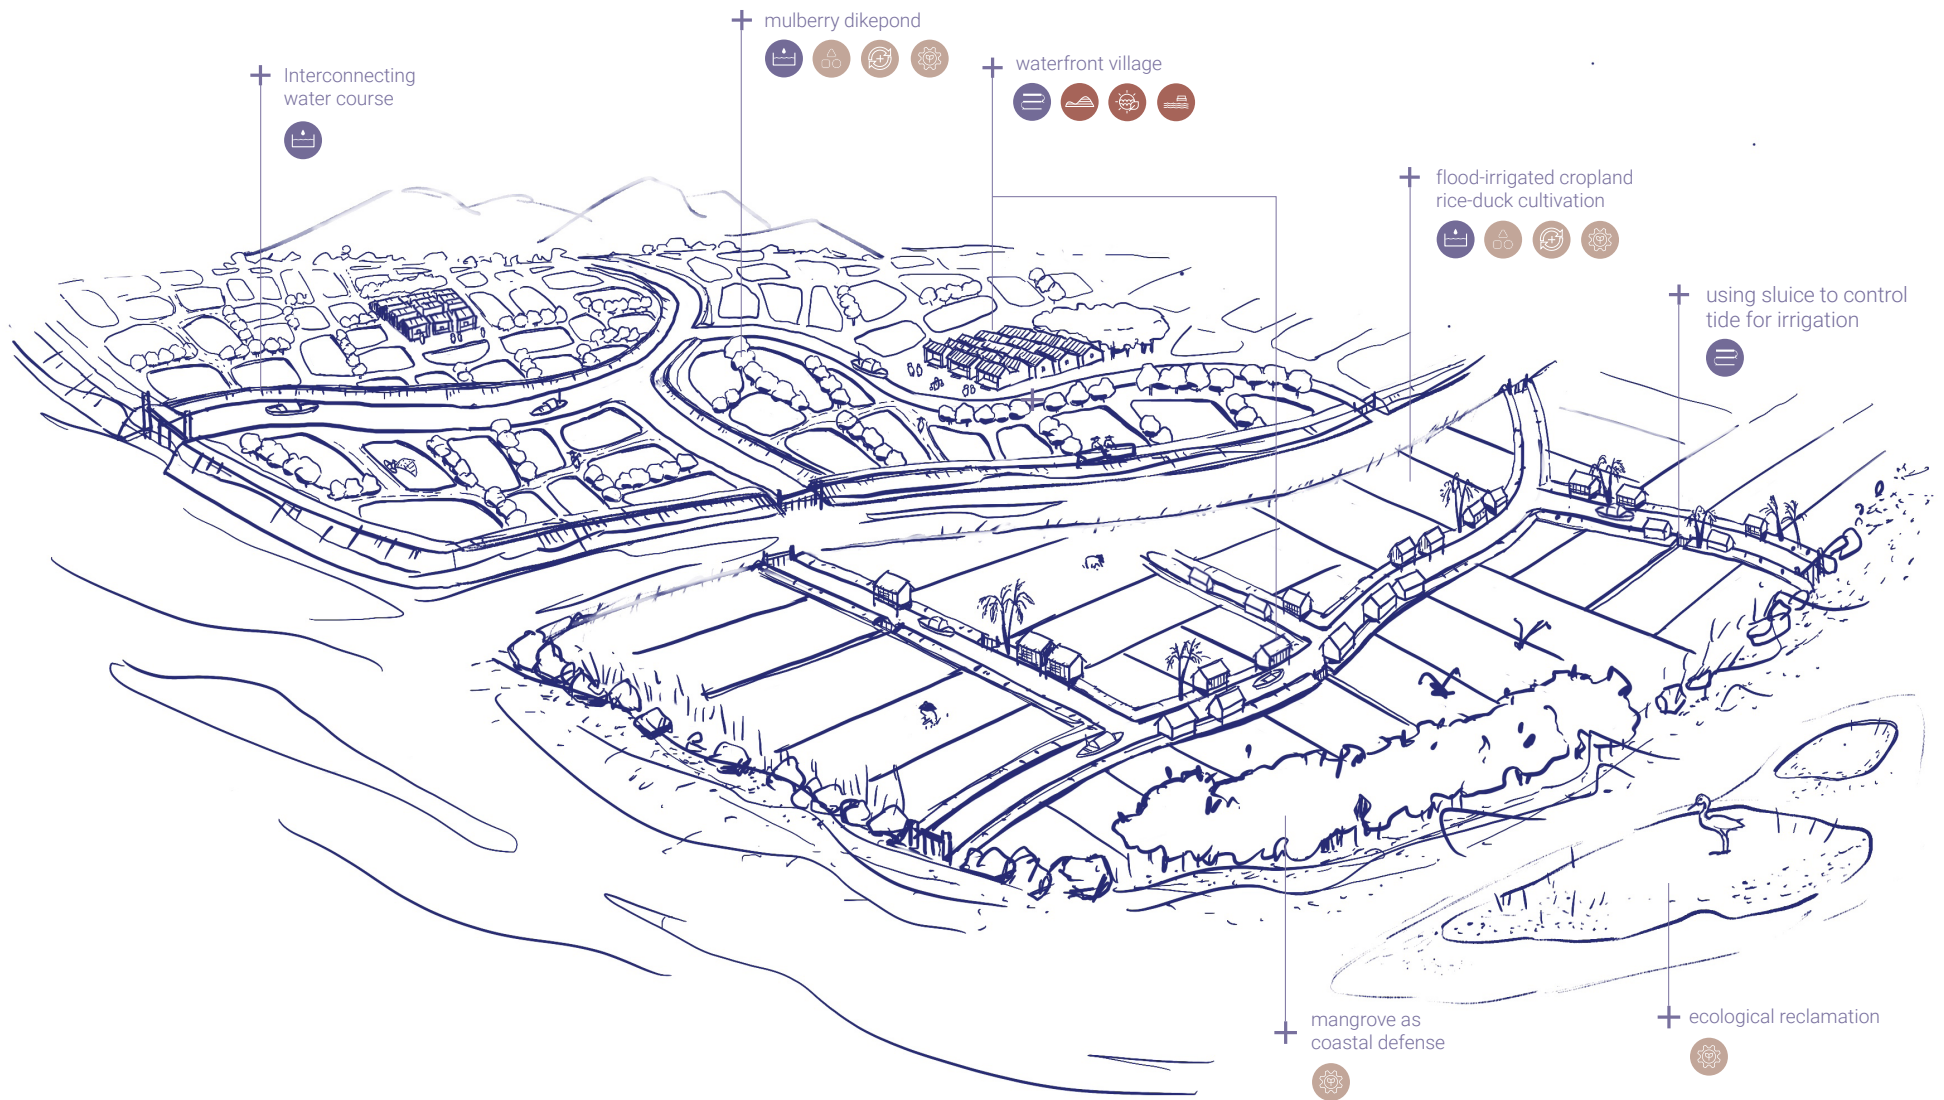 mulberry dikepond
Interconnecting
water course
waterfront village
flood-irrigated cropland
rice-duck cultivation
using sluice to control
tide for irrigation
mangrove as
coastal defense
ecological reclamation